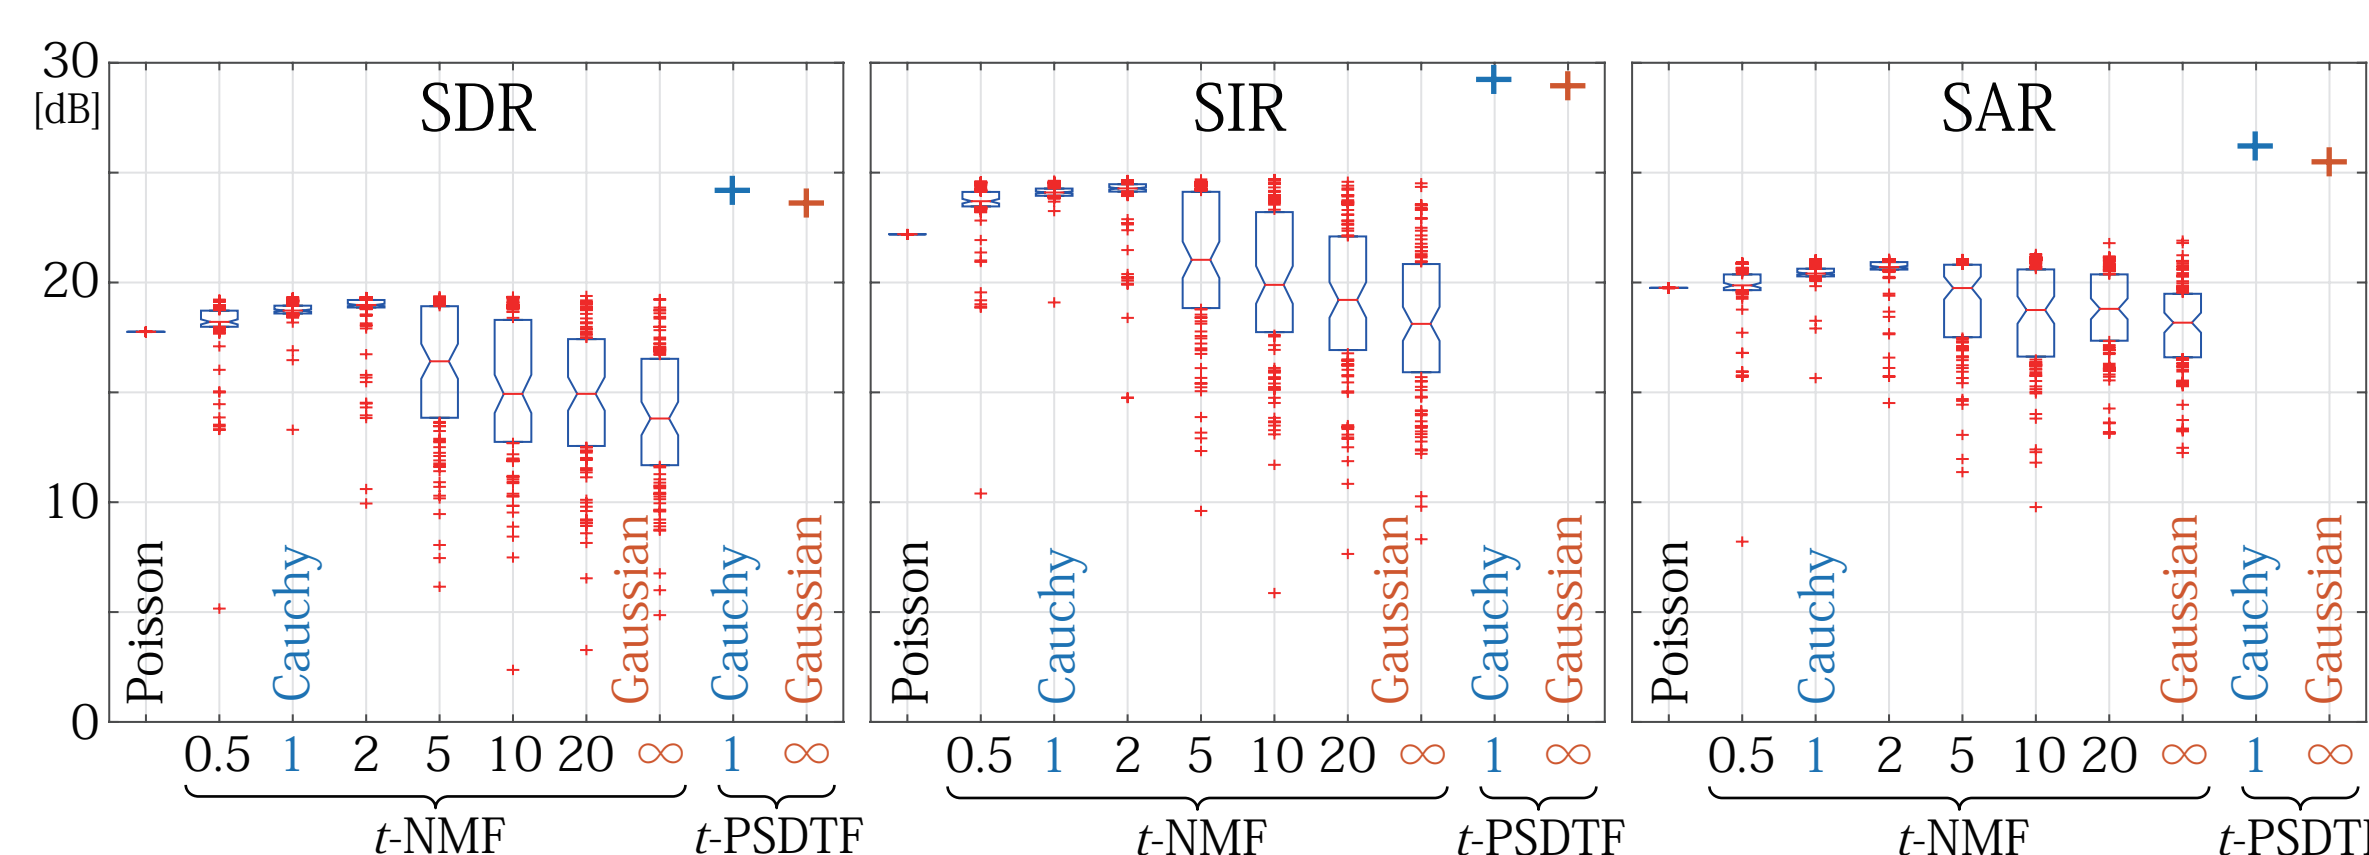 30
[dB]
20
10
0
SDR
Poisson
Cauchy
Gaussian
Cauchy
Gaussian
0.5 1 2 5 10 20 ∞ 1 ∞
t-NMF t-PSDTF
SIR
Poisson
Cauchy
Gaussian
Cauchy
Gaussian
0.5 1 2 5 10 20 ∞ 1 ∞
t-NMF t-PSDTF
SAR
Poisson
Cauchy
Gaussian
Cauchy
Gaussian
0.5 1 2 5 10 20 ∞ 1 ∞
t-NMF t-PSDTF